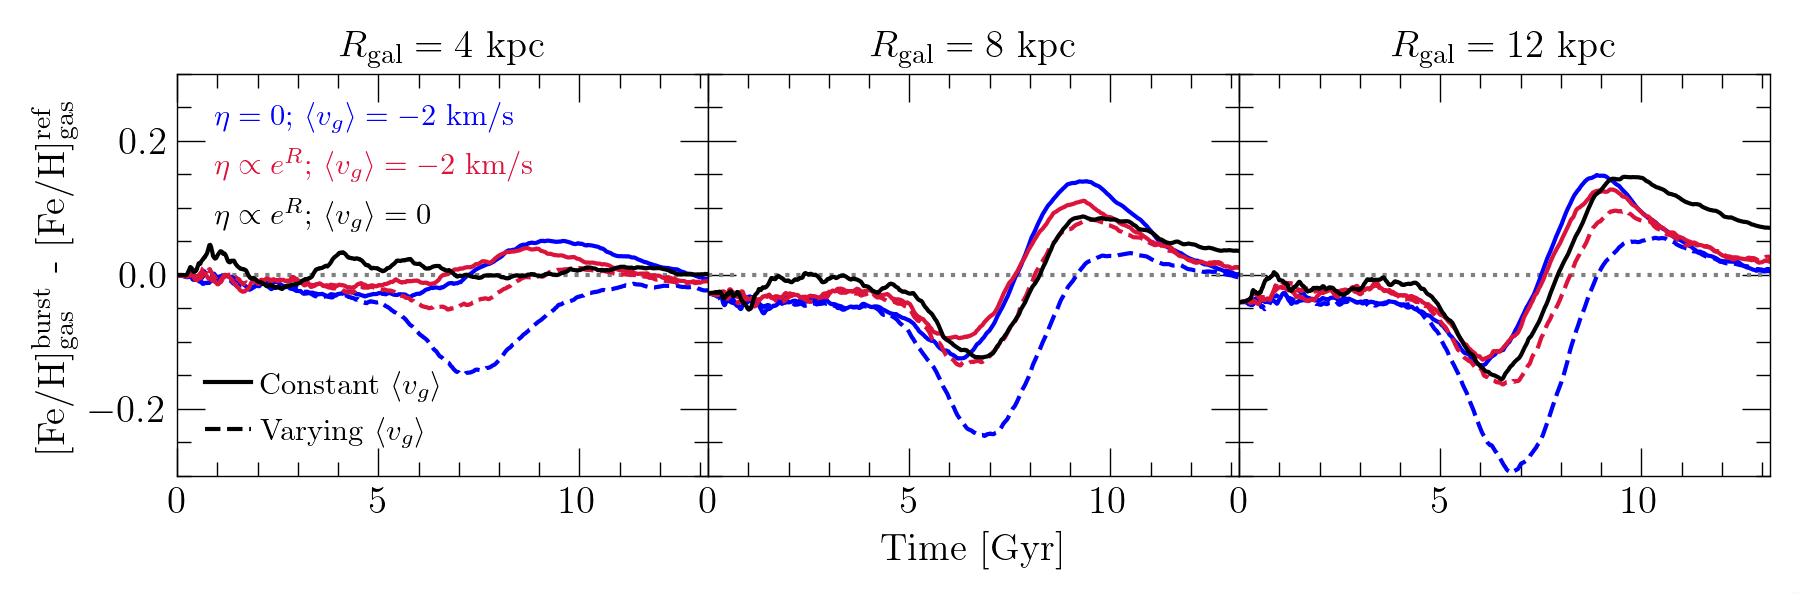 R_gal = 4 kpc
R_gal = 8 kpc
R_gal = 12 kpc
[Fe/H]^burst_gas - [Fe/H]^ref_gas
0.2
0.0
−0.2
η = 0; ⟨v_g⟩ = −2 km/s
η ∝ e^R; ⟨v_g⟩ = −2 km/s
η ∝ e^R; ⟨v_g⟩ = 0
Constant ⟨v_g⟩
Varying ⟨v_g⟩
0 5 10 0 5 10 0 5 10
Time [Gyr]